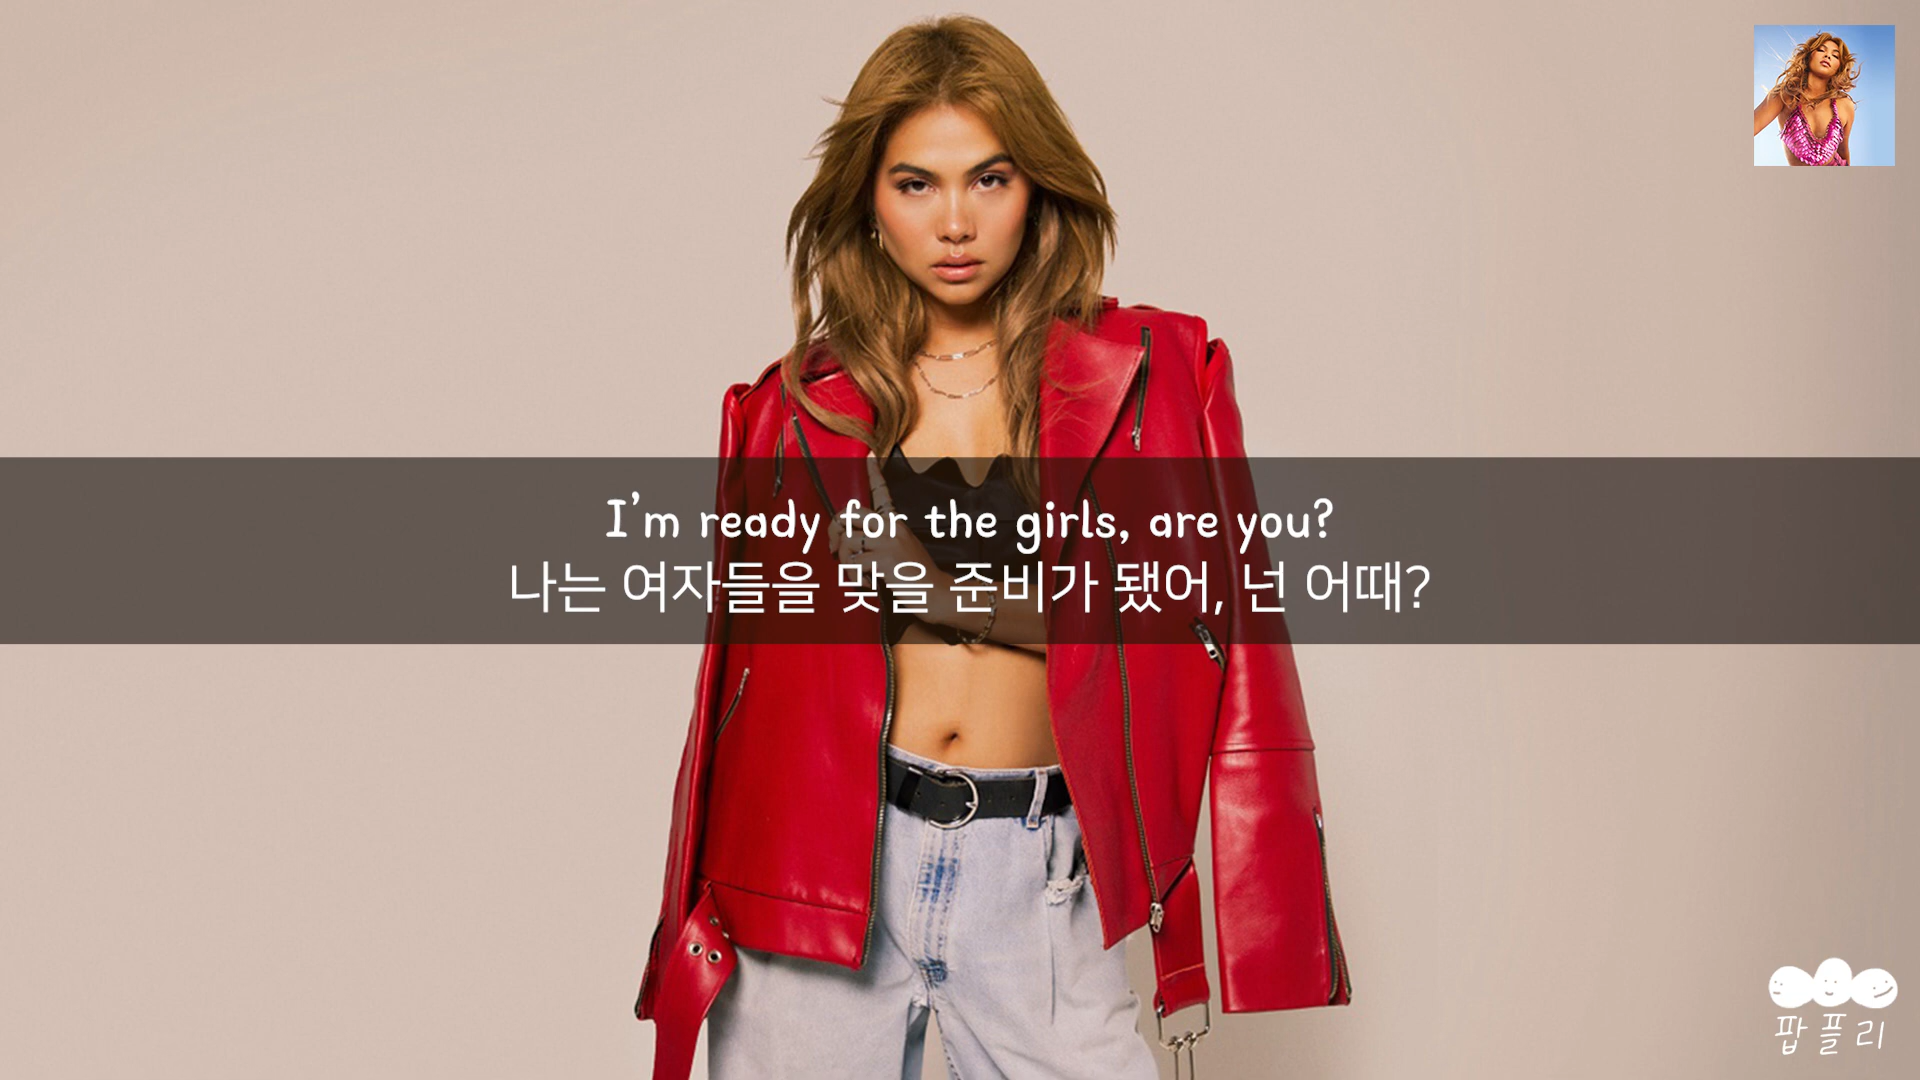 I'm ready for the girls, are you?
나는 여자들을 맞을 준비가 됐어, 넌 어때?
팝플리